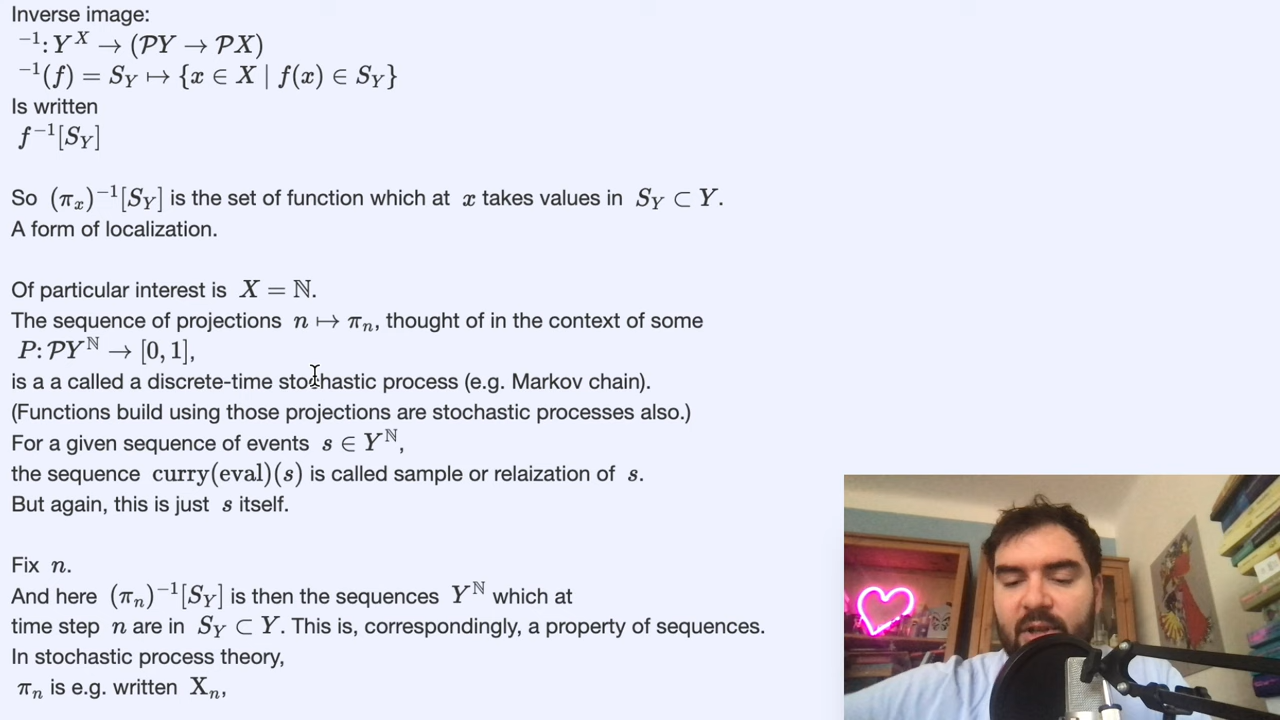 Inverse image:
⁻¹: Y^X → (𝒫Y → 𝒫X)
⁻¹(f) = S_Y ↦ {x ∈ X | f(x) ∈ S_Y}
Is written
f⁻¹[S_Y]
So (π_x)⁻¹[S_Y] is the set of function which at x takes values in S_Y ⊂ Y.
A form of localization.
Of particular interest is X = ℕ.
The sequence of projections n ↦ π_n, thought of in the context of some
P: 𝒫Y^ℕ → [0, 1],
is a a called a discrete-time stochastic process (e.g. Markov chain).
(Functions build using those projections are stochastic processes also.)
For a given sequence of events s ∈ Y^ℕ,
the sequence curry(eval)(s) is called sample or relaization of s.
But again, this is just s itself.
Fix n.
And here (π_n)⁻¹[S_Y] is then the sequences Y^ℕ which at
time step n are in S_Y ⊂ Y. This is, correspondingly, a property of sequences.
In stochastic process theory,
π_n is e.g. written X_n,